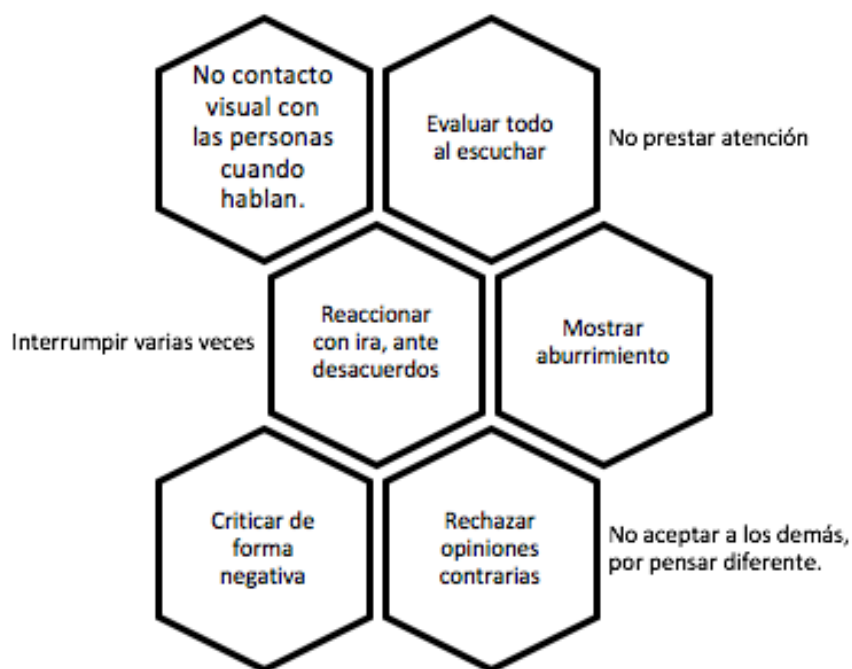 No contacto
visual con
las personas
cuando
hablan.
Evaluar todo
al escuchar
No prestar atención
Interrumpir varias veces
Reaccionar
con ira, ante
desacuerdos
Mostrar
aburrimiento
Criticar de
forma
negativa
Rechazar
opiniones
contrarias
No aceptar a los demás,
por pensar diferente.